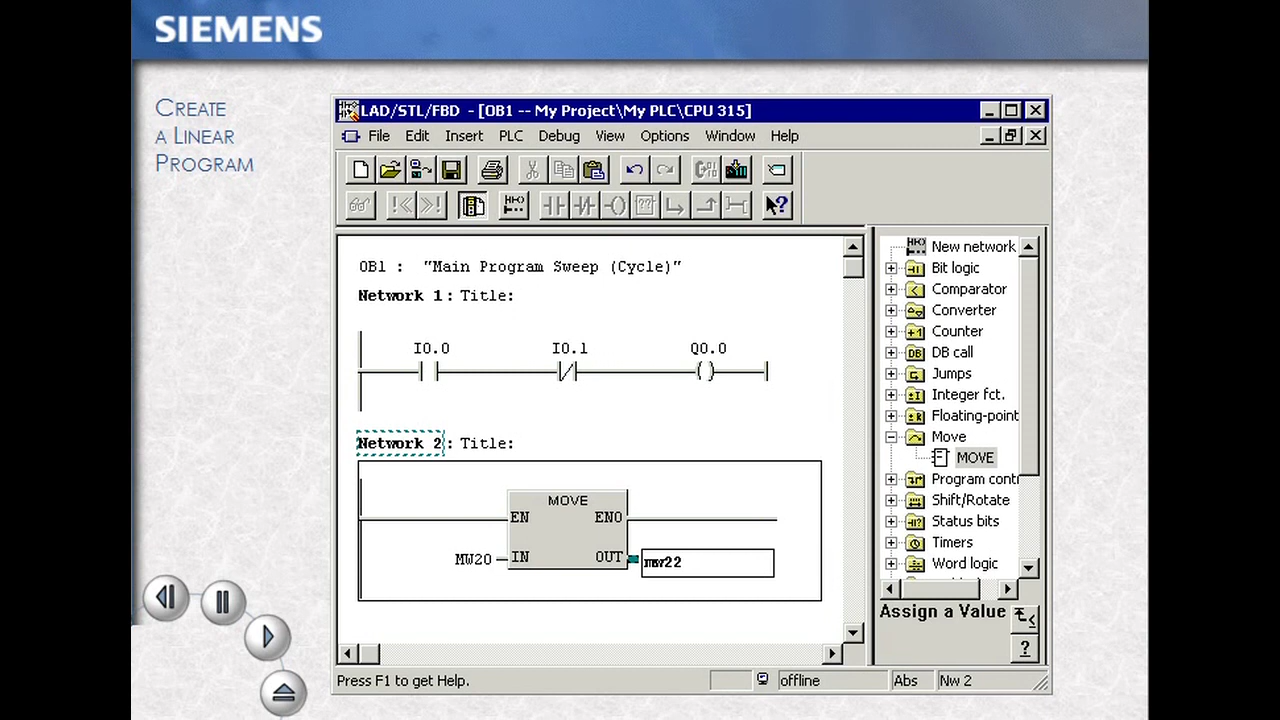 SIEMENS
CREATE
A LINEAR
PROGRAM
LAD/STL/FBD - [OB1 -- My Project\My PLC\CPU 315]
File Edit Insert PLC Debug View Options Window Help
OB1 : "Main Program Sweep (Cycle)"
Network 1: Title:
I0.0 I0.1 Q0.0
Network 2: Title:
MOVE
EN ENO
MW20 IN OUT mw22
New network
Bit logic
Comparator
Converter
Counter
DB call
Jumps
Integer fct.
Floating-point
Move
MOVE
Program cont
Shift/Rotate
Status bits
Timers
Word logic
Assign a Value
Press F1 to get Help. offline Abs Nw 2